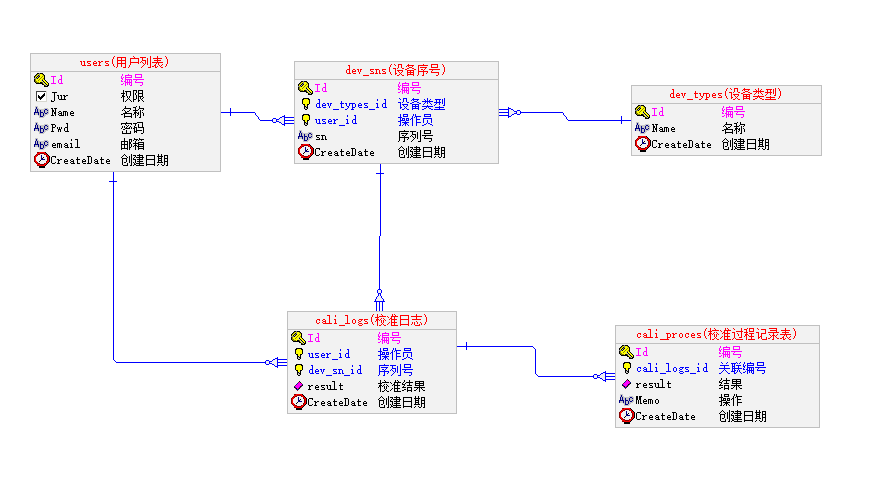 users(用户列表)
Id 编号
Jur 权限
Name 名称
Pwd 密码
email 邮箱
CreateDate 创建日期
dev_sns(设备序号)
Id 编号
dev_types_id 设备类型
user_id 操作员
sn 序列号
CreateDate 创建日期
dev_types(设备类型)
Id 编号
Name 名称
CreateDate 创建日期
cali_logs(校准日志)
Id 编号
user_id 操作员
dev_sn_id 序列号
result 校准结果
CreateDate 创建日期
cali_proces(校准过程记录表)
Id 编号
cali_logs_id 关联编号
result 结果
Memo 操作
CreateDate 创建日期